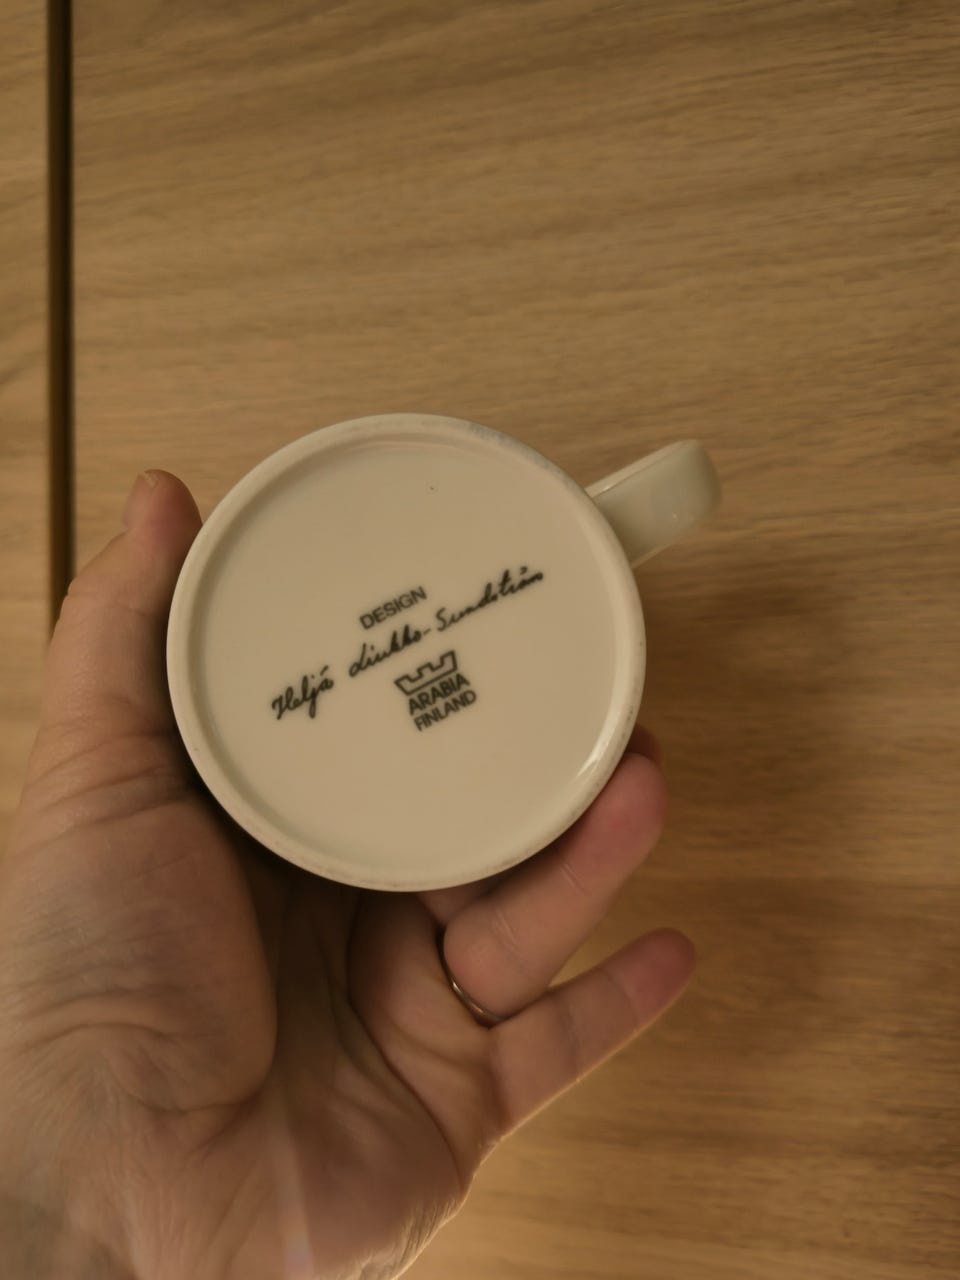 DESIGN
Heljä Liukko-Sundström
ARABIA
FINLAND